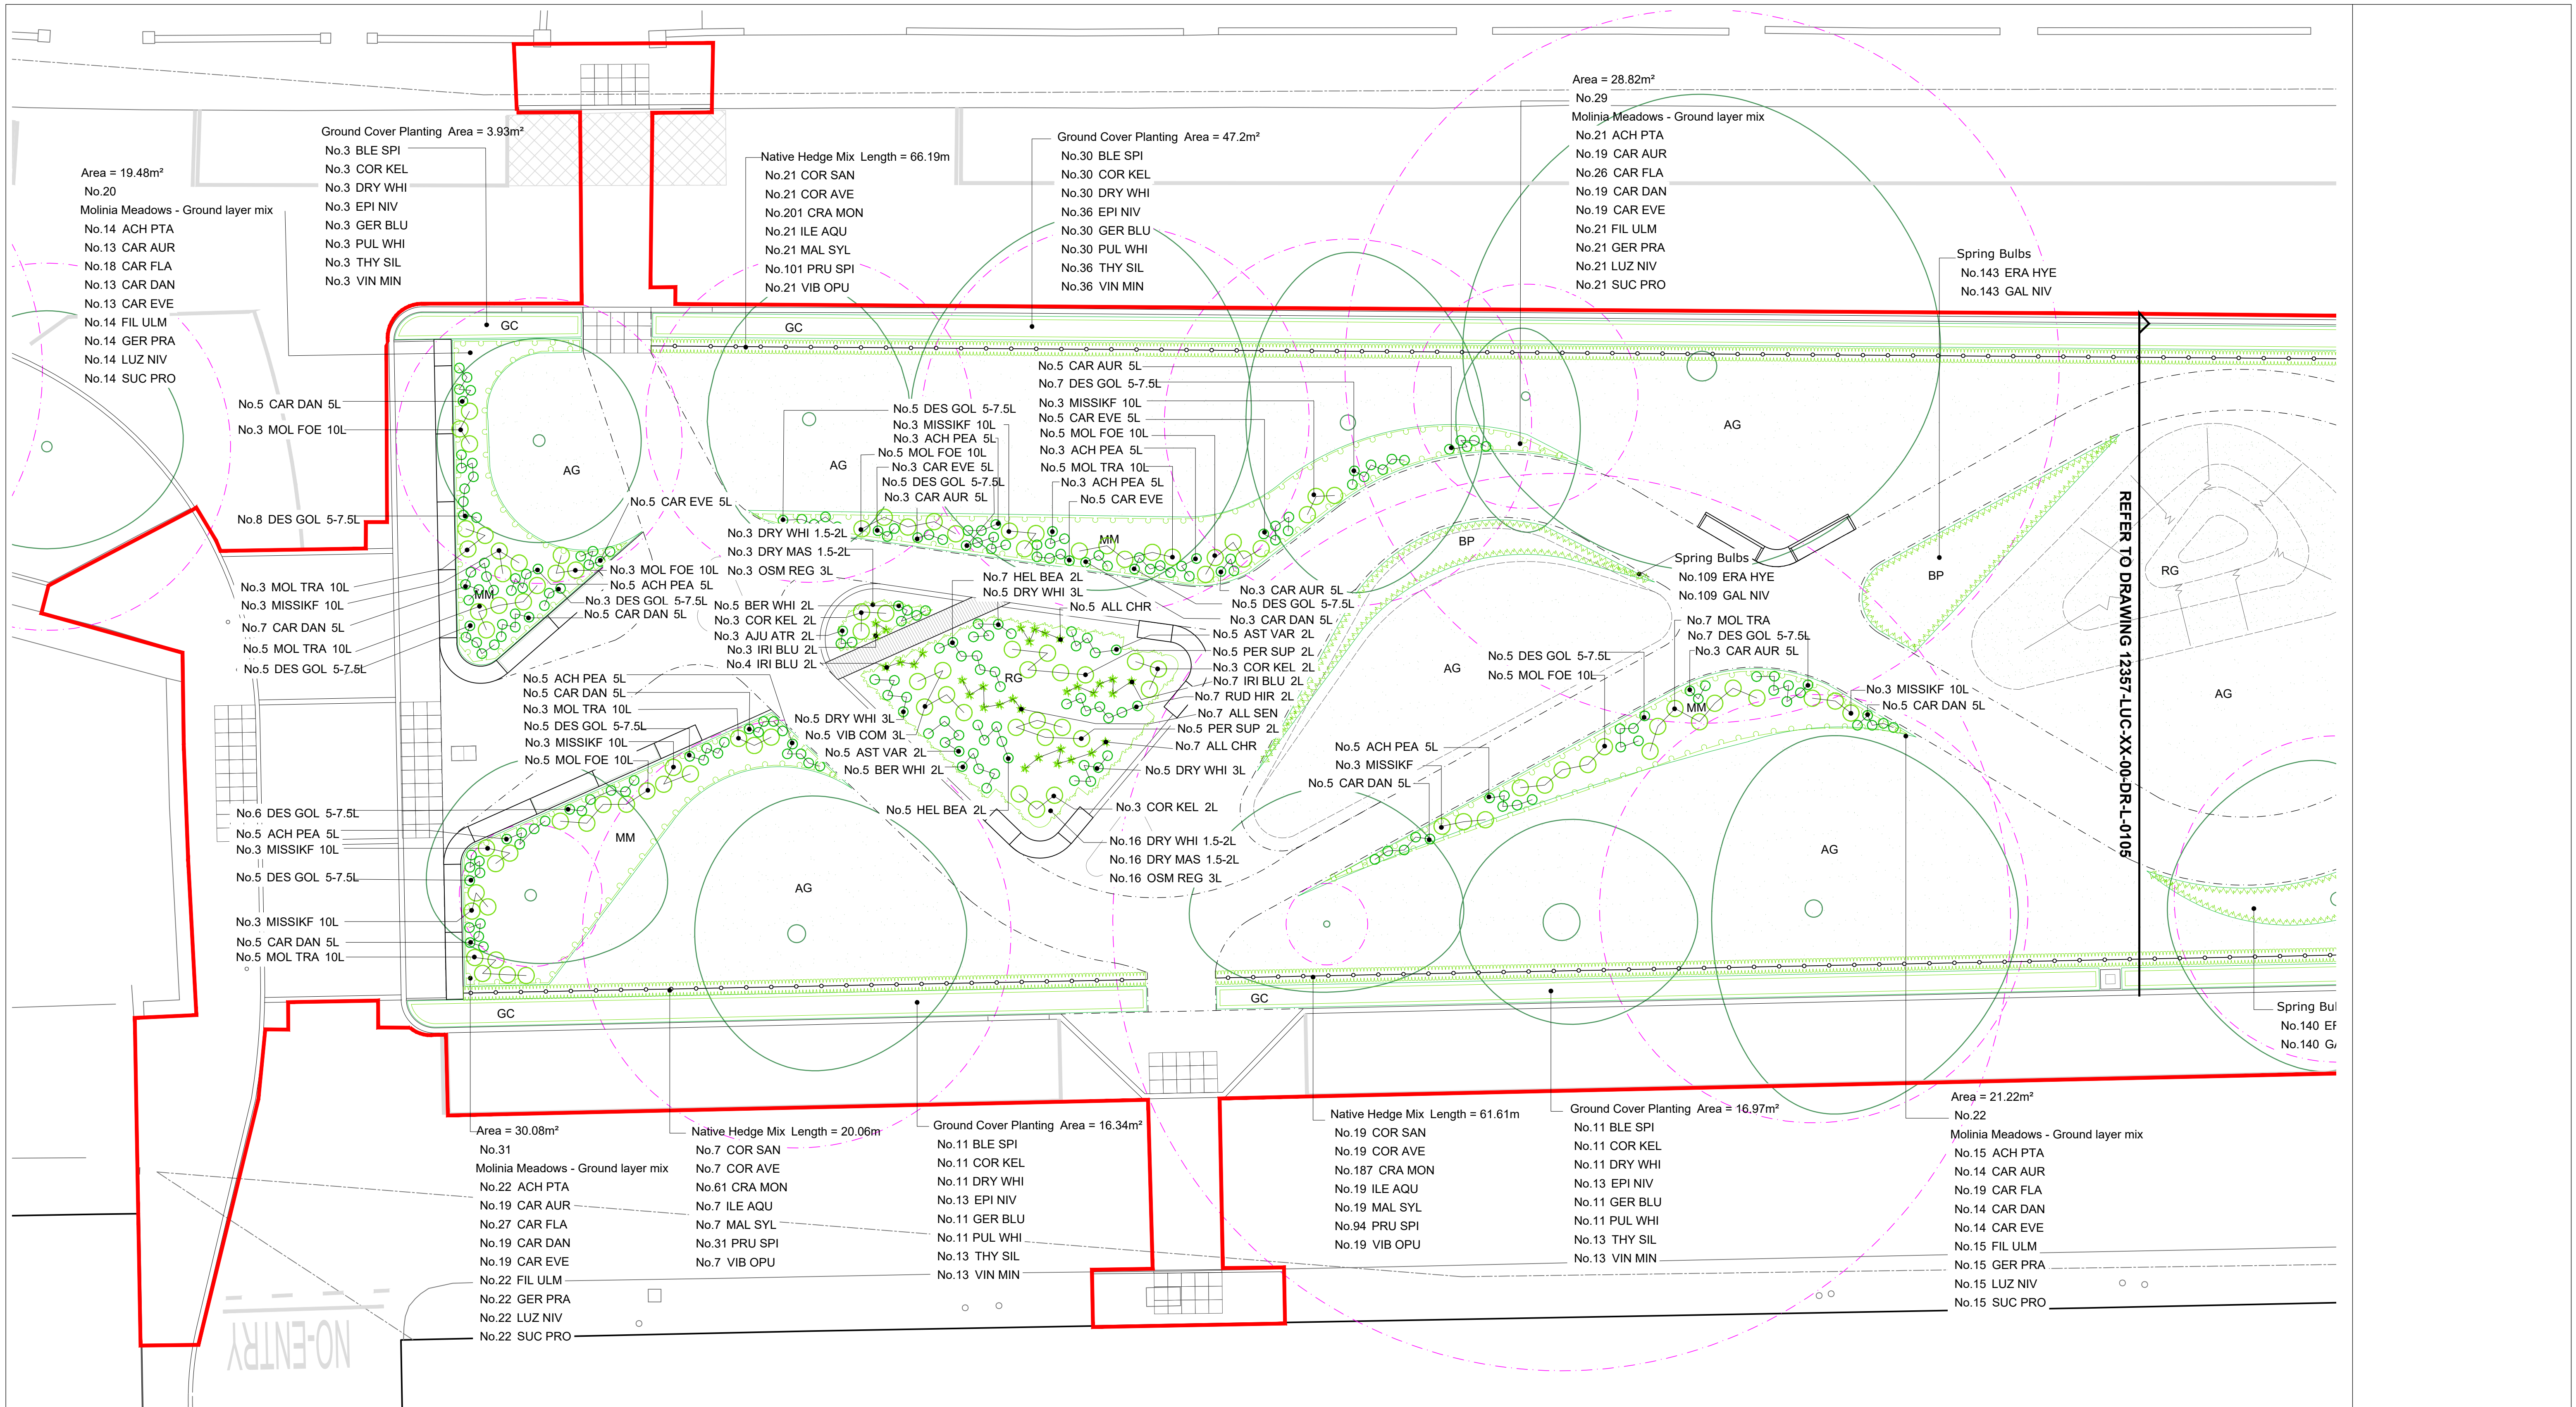 Area = 19.48m²
No.20
Molinia Meadows - Ground layer mix
No.14 ACH PTA
No.13 CAR AUR
No.18 CAR FLA
No.13 CAR DAN
No.13 CAR EVE
No.14 FIL ULM
No.14 GER PRA
No.14 LUZ NIV
No.14 SUC PRO
Ground Cover Planting Area = 3.93m²
No.3 BLE SPI
No.3 COR KEL
No.3 DRY WHI
No.3 EPI NIV
No.3 GER BLU
No.3 PUL WHI
No.3 THY SIL
No.3 VIN MIN
Native Hedge Mix Length = 66.19m
No.21 COR SAN
No.21 COR AVE
No.201 CRA MON
No.21 ILE AQU
No.21 MAL SYL
No.101 PRU SPI
No.21 VIB OPU
Ground Cover Planting Area = 47.2m²
No.30 BLE SPI
No.30 COR KEL
No.30 DRY WHI
No.36 EPI NIV
No.30 GER BLU
No.30 PUL WHI
No.36 THY SIL
No.36 VIN MIN
Area = 28.82m²
No.29
Molinia Meadows - Ground layer mix
No.21 ACH PTA
No.19 CAR AUR
No.26 CAR FLA
No.19 CAR DAN
No.19 CAR EVE
No.21 FIL ULM
No.21 GER PRA
No.21 LUZ NIV
No.21 SUC PRO
Spring Bulbs
No.143 ERA HYE
No.143 GAL NIV
GC
GC
No.5 CAR DAN 5L
No.3 MOL FOE 10L
No.8 DES GOL 5-7.5L
No.3 MOL TRA 10L
No.3 MISSIKF 10L
No.7 CAR DAN 5L
No.5 MOL TRA 10L
No.5 DES GOL 5-7.5L
AG
MM
No.5 CAR EVE 5L
No.3 MOL FOE 10L
No.5 ACH PEA 5L
No.3 DES GOL 5-7.5L
No.5 CAR DAN 5L
AG
No.5 DES GOL 5-7.5L
No.3 MISSIKF 10L
No.3 ACH PEA 5L
No.5 MOL FOE 10L
No.3 CAR EVE 5L
No.5 DES GOL 5-7.5L
No.3 CAR AUR 5L
No.5 CAR AUR 5L
No.7 DES GOL 5-7.5L
No.3 MISSIKF 10L
No.5 CAR EVE 5L
No.5 MOL FOE 10L
No.3 ACH PEA 5L
No.5 MOL TRA 10L
No.3 ACH PEA 5L
No.5 CAR EVE
MM
No.3 DRY WHI 1.5-2L
No.3 DRY MAS 1.5-2L
No.3 OSM REG 3L
No.5 BER WHI 2L
No.3 COR KEL 2L
No.3 AJU ATR 2L
No.3 IRI BLU 2L
No.4 IRI BLU 2L
No.7 HEL BEA 2L
No.5 DRY WHI 3L
No.5 ALL CHR
No.3 CAR AUR 5L
No.5 DES GOL 5-7.5L
No.3 CAR DAN 5L
No.5 AST VAR 2L
No.5 PER SUP 2L
No.3 COR KEL 2L
No.7 IRI BLU 2L
No.7 RUD HIR 2L
No.7 ALL SEN
No.5 PER SUP 2L
No.7 ALL CHR
No.5 DRY WHI 3L
No.3 COR KEL 2L
No.16 DRY WHI 1.5-2L
No.16 DRY MAS 1.5-2L
No.16 OSM REG 3L
RG
No.5 DRY WHI 3L
No.5 VIB COM 3L
No.5 AST VAR 2L
No.5 BER WHI 2L
No.5 HEL BEA 2L
AG
BP
Spring Bulbs
No.109 ERA HYE
No.109 GAL NIV
BP
RG
AG
AG
REFER TO DRAWING 12357-LUC-XX-00-DR-L-0105
No.7 MOL TRA
No.7 DES GOL 5-7.5L
No.3 CAR AUR 5L
No.5 DES GOL 5-7.5L
No.5 MOL FOE 10L
MM
No.3 MISSIKF 10L
No.5 CAR DAN 5L
No.5 ACH PEA 5L
No.3 MISSIKF
No.5 CAR DAN 5L
AG
No.5 ACH PEA 5L
No.5 CAR DAN 5L
No.3 MOL TRA 10L
No.5 DES GOL 5-7.5L
No.3 MISSIKF 10L
No.5 MOL FOE 10L
No.6 DES GOL 5-7.5L
No.5 ACH PEA 5L
No.3 MISSIKF 10L
No.5 DES GOL 5-7.5L
No.3 MISSIKF 10L
No.5 CAR DAN 5L
No.5 MOL TRA 10L
MM
AG
GC
GC
Spring Bul
No.140
No.140
Area = 30.08m²
No.31
Molinia Meadows - Ground layer mix
No.22 ACH PTA
No.19 CAR AUR
No.27 CAR FLA
No.19 CAR DAN
No.19 CAR EVE
No.22 FIL ULM
No.22 GER PRA
No.22 LUZ NIV
No.22 SUC PRO
Native Hedge Mix Length = 20.06m
No.7 COR SAN
No.7 COR AVE
No.61 CRA MON
No.7 ILE AQU
No.7 MAL SYL
No.31 PRU SPI
No.7 VIB OPU
Ground Cover Planting Area = 16.34m²
No.11 BLE SPI
No.11 COR KEL
No.11 DRY WHI
No.13 EPI NIV
No.11 GER BLU
No.11 PUL WHI
No.13 THY SIL
No.13 VIN MIN
Native Hedge Mix Length = 61.61m
No.19 COR SAN
No.19 COR AVE
No.187 CRA MON
No.19 ILE AQU
No.19 MAL SYL
No.94 PRU SPI
No.19 VIB OPU
Ground Cover Planting Area = 16.97m²
No.11 BLE SPI
No.11 COR KEL
No.11 DRY WHI
No.13 EPI NIV
No.11 GER BLU
No.11 PUL WHI
No.13 THY SIL
No.13 VIN MIN
Area = 21.22m²
No.22
Molinia Meadows - Ground layer mix
No.15 ACH PTA
No.14 CAR AUR
No.19 CAR FLA
No.14 CAR DAN
No.14 CAR EVE
No.15 FIL ULM
No.15 GER PRA
No.15 LUZ NIV
No.15 SUC PRO
NO-ENTRY